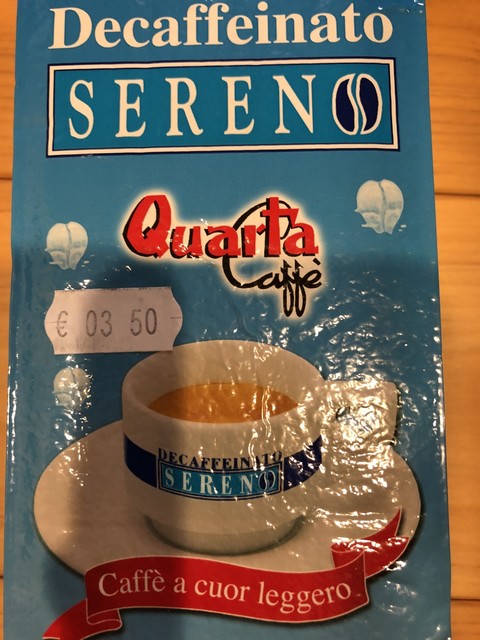 Decaffeinato
SERENO
Quarta
Caffè
€ 03 50
DECAFFEINATO
SERENO
Caffè a cuor leggero